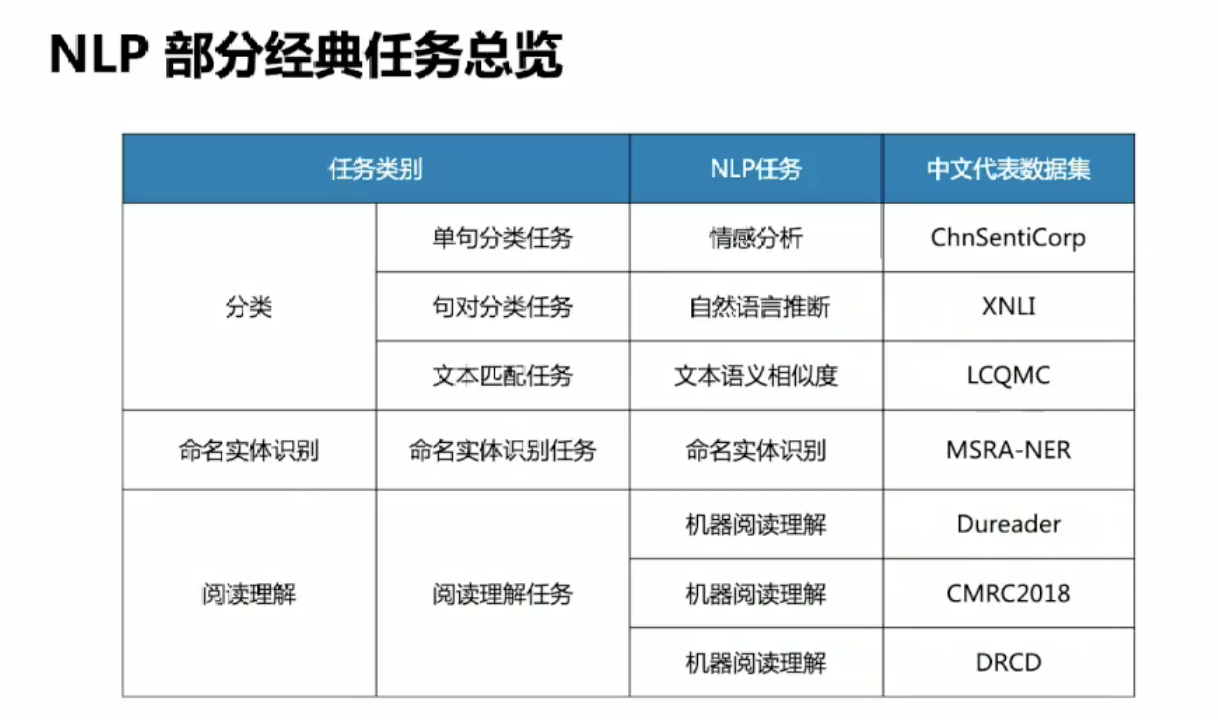 NLP 部分经典任务总览
任务类别 NLP任务 中文代表数据集
分类 单句分类任务 情感分析 ChnSentiCorp
句对分类任务 自然语言推断 XNLI
文本匹配任务 文本语义相似度 LCQMC
命名实体识别 命名实体识别任务 命名实体识别 MSRA-NER
阅读理解 阅读理解任务 机器阅读理解 Dureader
机器阅读理解 CMRC2018
机器阅读理解 DRCD